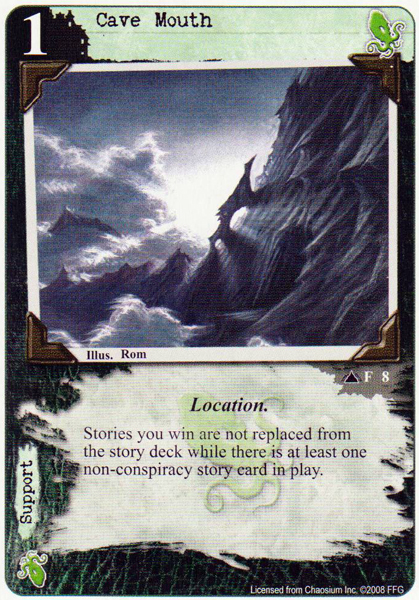 1
Cave Mouth
Illus. Rom
F 8
Location.
Stories you win are not replaced from
the story deck while there is at least one
non-conspiracy story card in play.
Support
Licensed from Chaosium Inc. ©2008 FFG